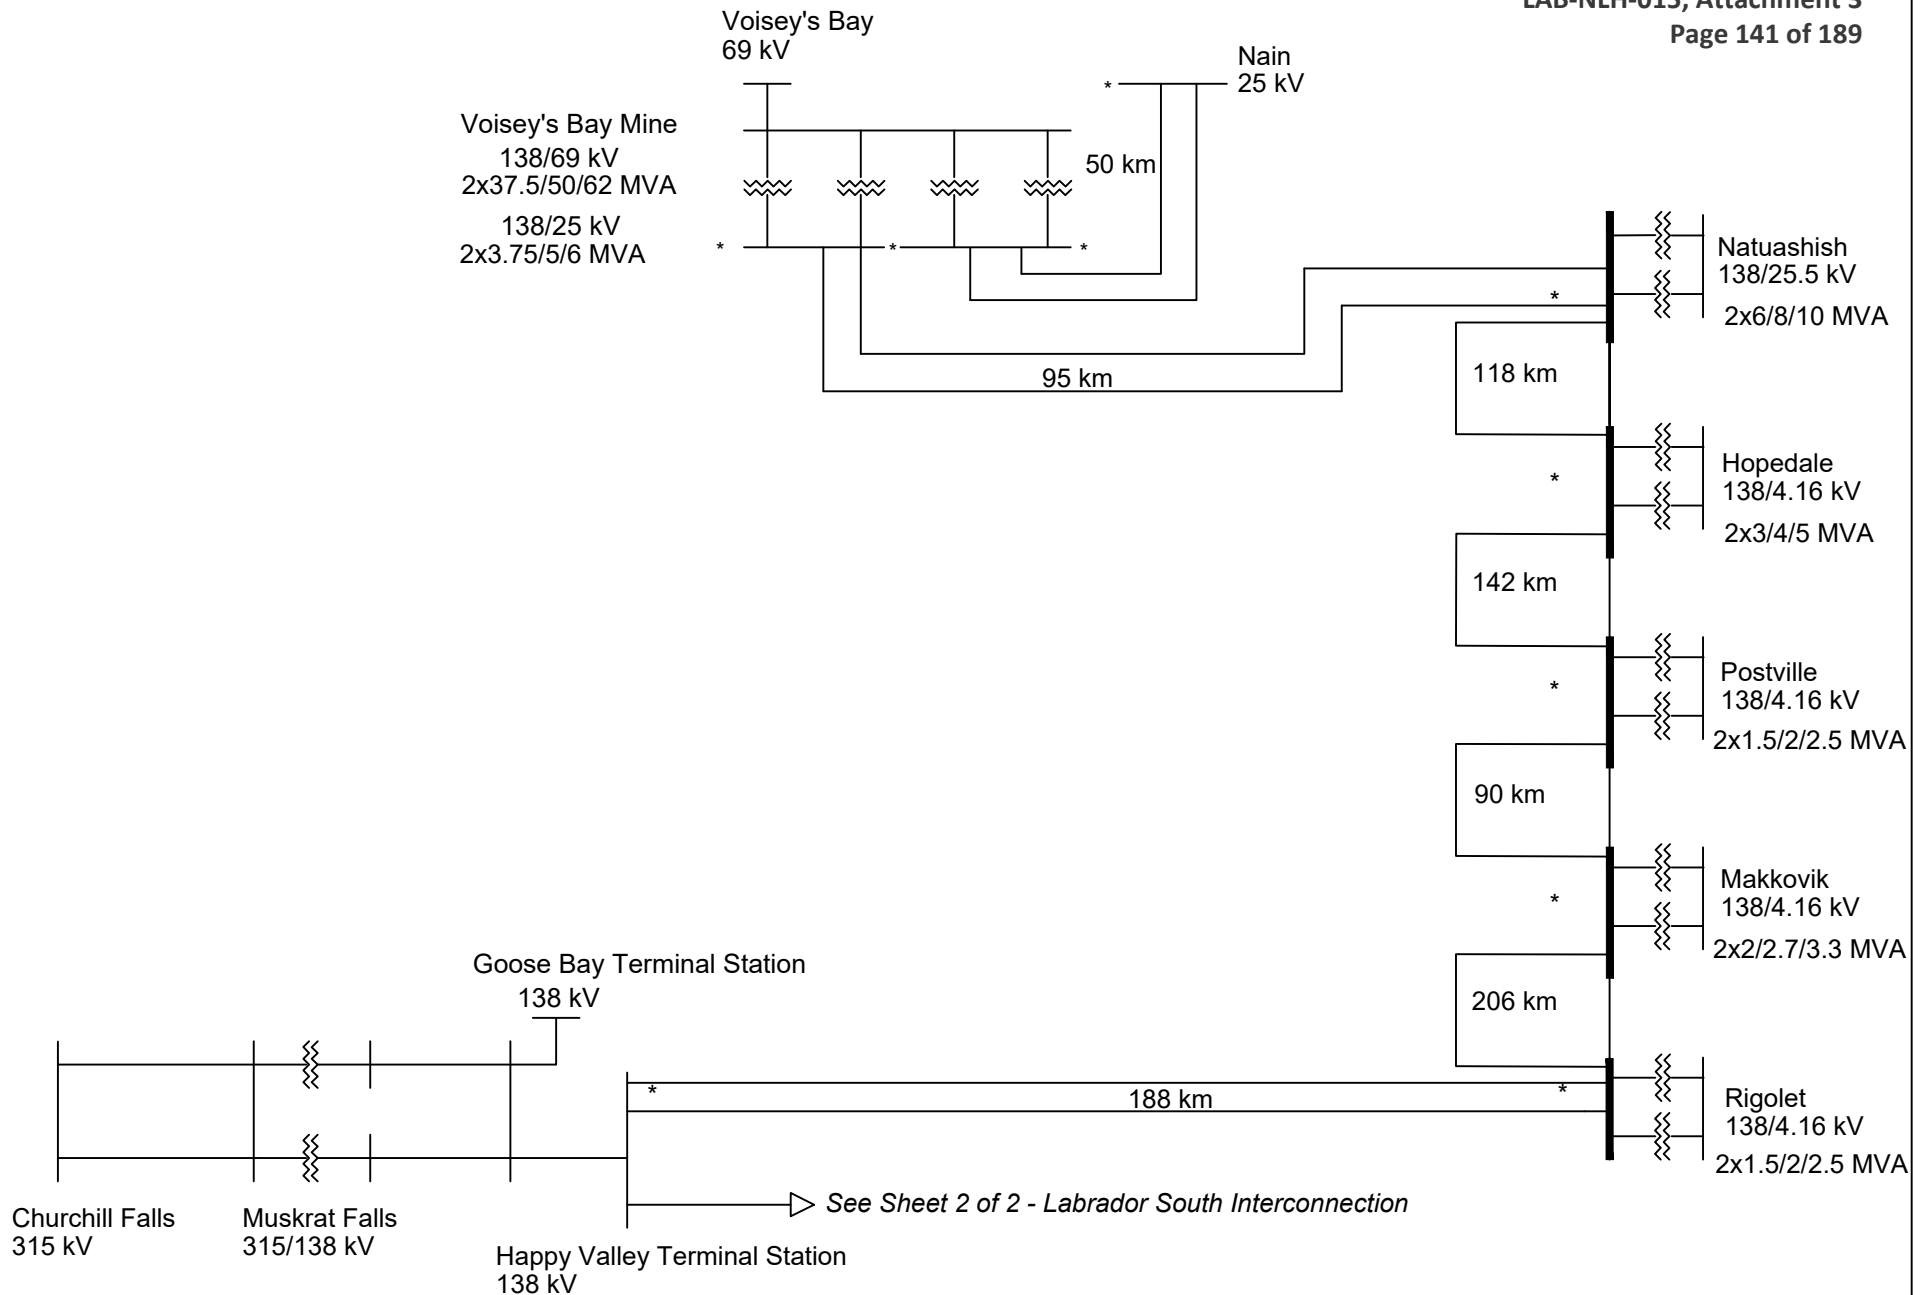 LAB-NLH-015, Attachment 3
Page 141 of 189
Voisey's Bay
69 kV
Nain
25 kV
*
Voisey's Bay Mine
138/69 kV
2x37.5/50/62 MVA
138/25 kV
2x3.75/5/6 MVA
50 km
*
*
*
Natuashish
138/25.5 kV
2x6/8/10 MVA
*
95 km
118 km
Hopedale
138/4.16 kV
2x3/4/5 MVA
*
142 km
Postville
138/4.16 kV
2x1.5/2/2.5 MVA
*
90 km
Makkovik
138/4.16 kV
2x2/2.7/3.3 MVA
*
206 km
Goose Bay Terminal Station
138 kV
*
188 km
*
Rigolet
138/4.16 kV
2x1.5/2/2.5 MVA
See Sheet 2 of 2 - Labrador South Interconnection
Churchill Falls
315 kV
Muskrat Falls
315/138 kV
Happy Valley Terminal Station
138 kV